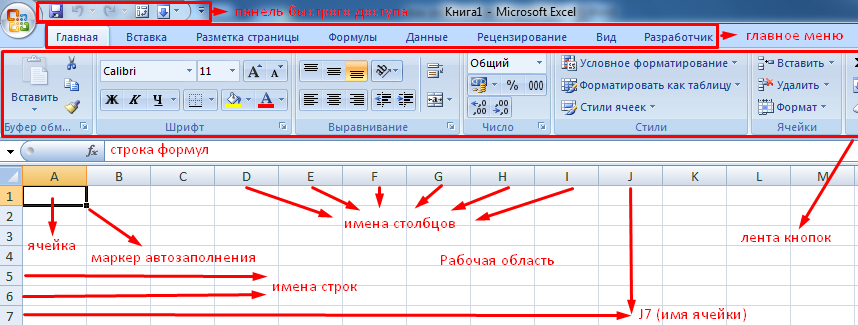 панель быстрого доступа
Книга1 - Microsoft Excel
Главная Вставка Разметка страницы Формулы Данные Рецензирование Вид Разработчик
главное меню
Calibri 11 Общий Условное форматирование Вставить
Вставить Форматировать как таблицу Удалить
Ж К Ч % 000 Стили ячеек Формат
Буфер обм... Шрифт Выравнивание Число Стили Ячейки
fx строка формул
A B C D E F G H I J K L M
1
2 имена столбцов
3 ячейка лента кнопок
4 маркер автозаполнения Рабочая область
5
имена строк
6
7 J7 (имя ячейки)